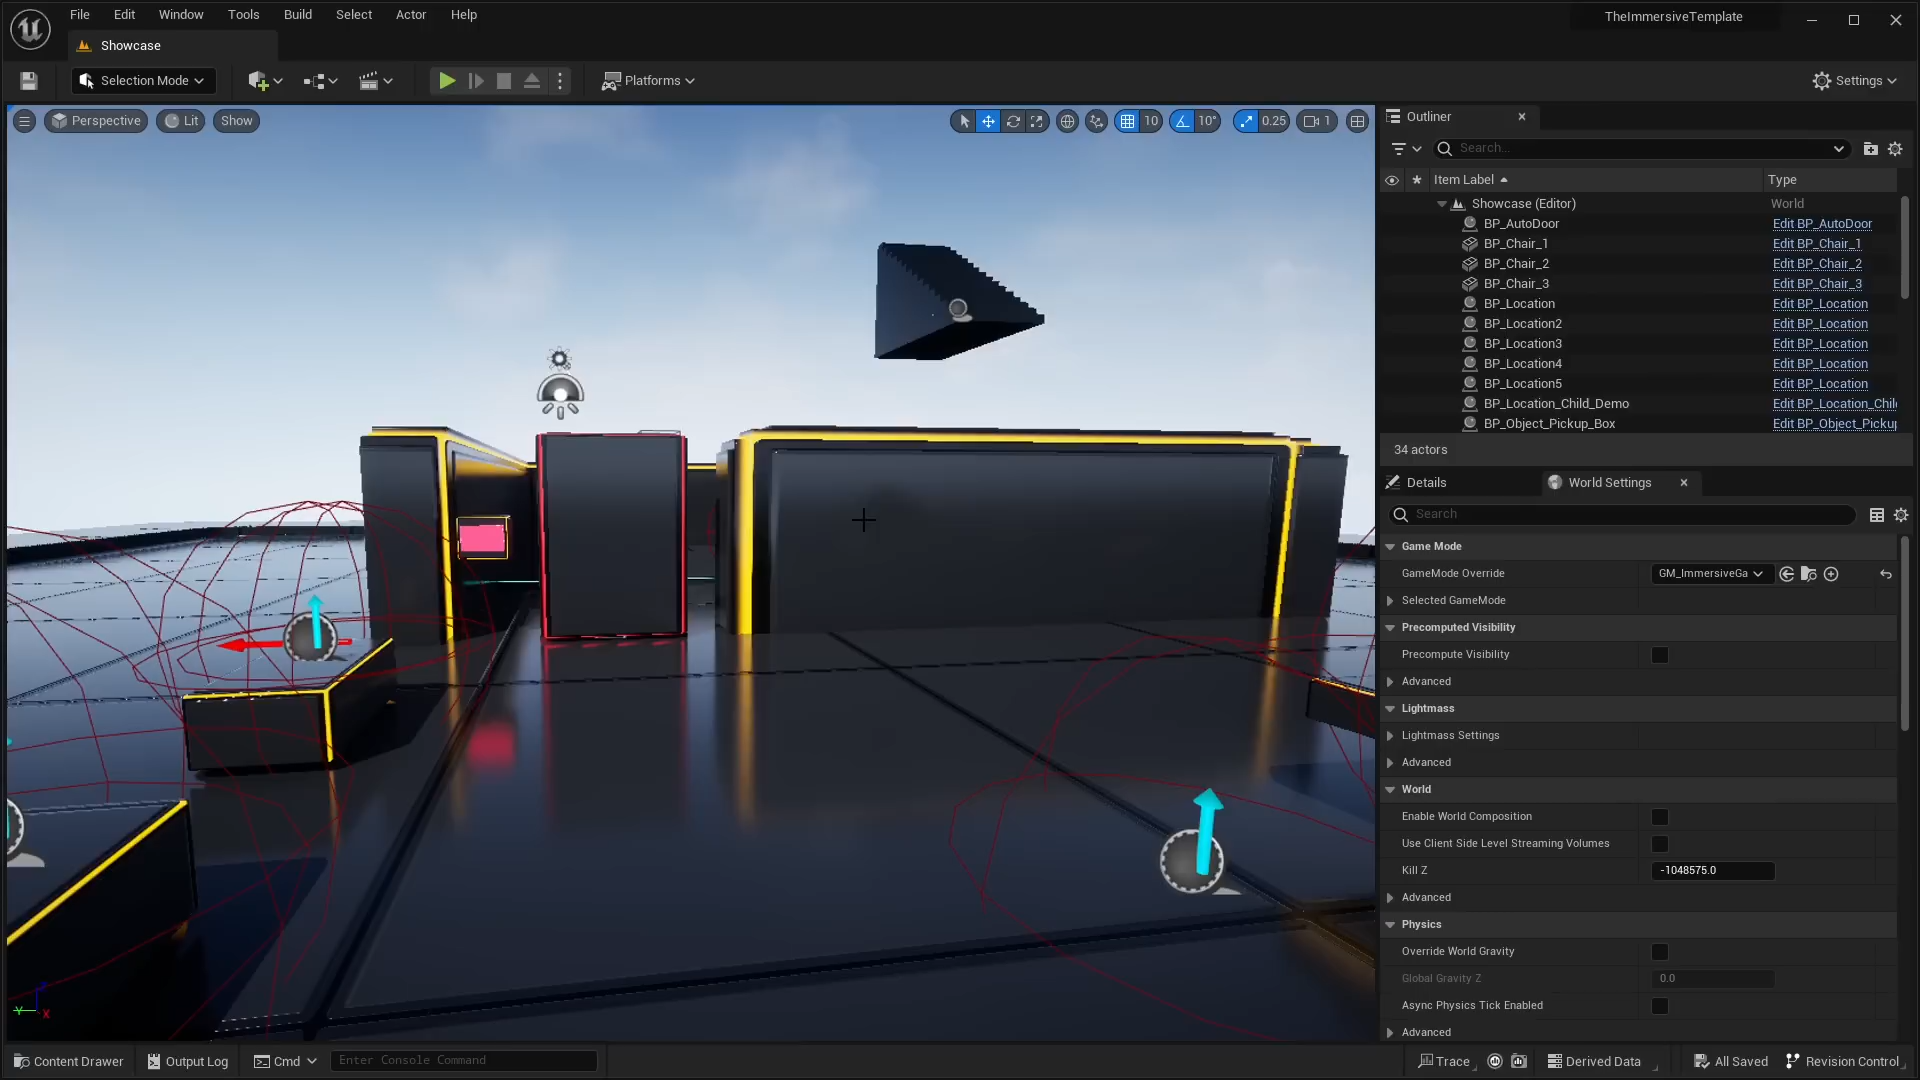 File Edit Window Tools Build Select Actor Help
TheImmersiveTemplate
Showcase
Selection Mode
Platforms
Settings
Perspective Lit Show
10 10° 0.25 1
Outliner
Search...
Item Label Type
Showcase (Editor) World
BP_AutoDoor Edit BP_AutoDoor
BP_Chair_1 Edit BP_Chair_1
BP_Chair_2 Edit BP_Chair_2
BP_Chair_3 Edit BP_Chair_3
BP_Location Edit BP_Location
BP_Location2 Edit BP_Location
BP_Location3 Edit BP_Location
BP_Location4 Edit BP_Location
BP_Location5 Edit BP_Location
BP_Location_Child_Demo Edit BP_Location_Chil
BP_Object_Pickup_Box Edit BP_Object_Pickup
34 actors
Details World Settings
Search
Game Mode
GameMode Override GM_ImmersiveGa
Selected GameMode
Precomputed Visibility
Precompute Visibility
Advanced
Lightmass
Lightmass Settings
Advanced
World
Enable World Composition
Use Client Side Level Streaming Volumes
Kill Z -1048575.0
Advanced
Physics
Override World Gravity
Global Gravity Z 0.0
Async Physics Tick Enabled
Advanced
Z
Y X
Content Drawer Output Log Cmd Enter Console Command
Trace Derived Data All Saved Revision Control